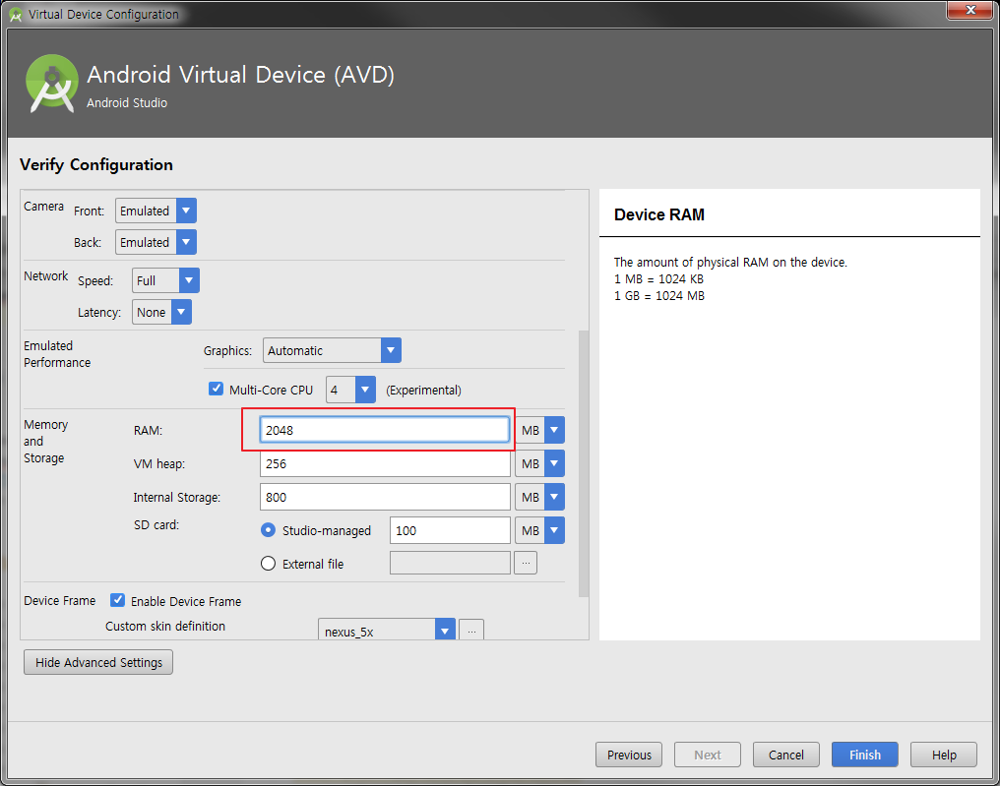 Virtual Device Configuration
Android Virtual Device (AVD)
Android Studio
Verify Configuration
Camera Front: Emulated
Back: Emulated
Network Speed: Full
Latency: None
Emulated
Performance
Graphics: Automatic
Multi-Core CPU 4 (Experimental)
Memory
and
Storage
RAM: 2048 MB
VM heap: 256 MB
Internal Storage: 800 MB
SD card:
Studio-managed 100 MB
External file ...
Device Frame Enable Device Frame
Custom skin definition nexus_5x ...
Hide Advanced Settings
Device RAM
The amount of physical RAM on the device.
1 MB = 1024 KB
1 GB = 1024 MB
Previous Next Cancel Finish Help